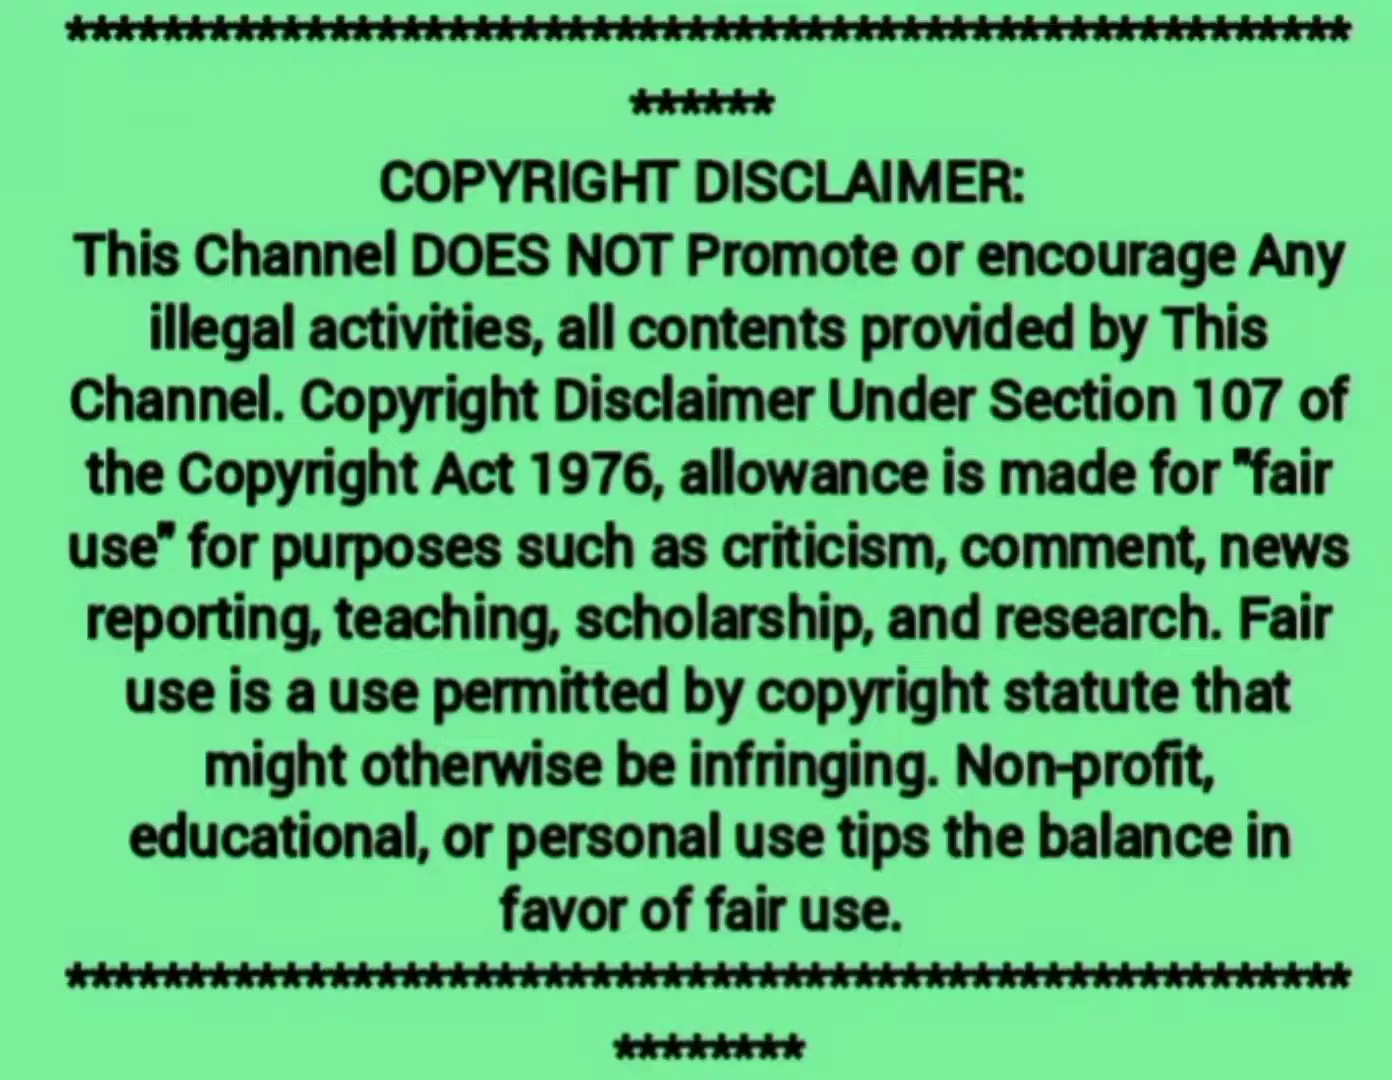 *****************************************************
******
COPYRIGHT DISCLAIMER:
This Channel DOES NOT Promote or encourage Any
illegal activities, all contents provided by This
Channel. Copyright Disclaimer Under Section 107 of
the Copyright Act 1976, allowance is made for "fair
use" for purposes such as criticism, comment, news
reporting, teaching, scholarship, and research. Fair
use is a use permitted by copyright statute that
might otherwise be infringing. Non-profit,
educational, or personal use tips the balance in
favor of fair use.
*****************************************************
********